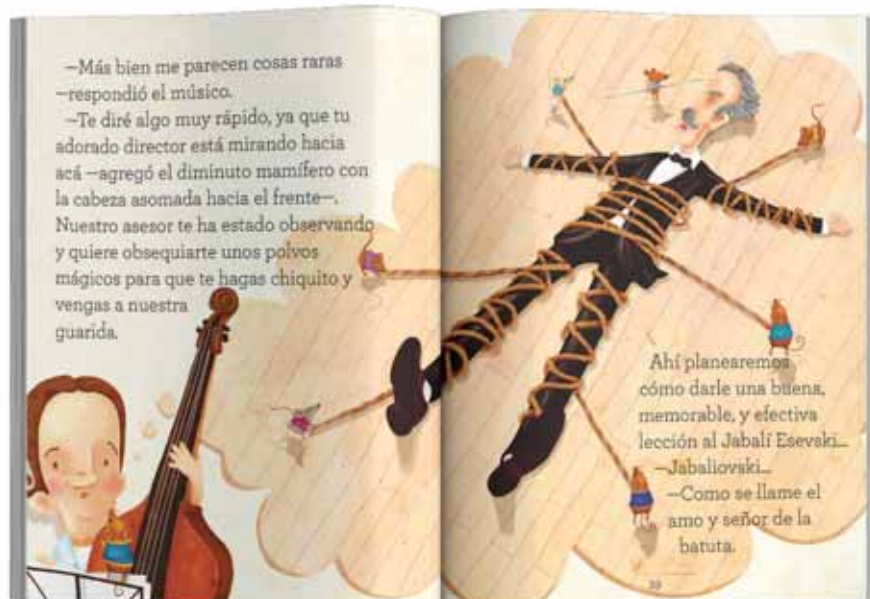 —Más bien me parecen cosas raras
—respondió el músico.
—Te diré algo muy rápido, ya que tu
adorado director está mirando hacia
acá —agregó el diminuto mamífero con
la cabeza asomada hacia el frente—.
Nuestro asesor te ha estado observando
y quiere obsequiarte unos polvos
mágicos para que te hagas chiquito y
vengas a nuestra
guarida.
Ahí planearemos
cómo darle una buena,
memorable, y efectiva
lección al Jabalí Esevski...
—Jabaliovski...
—Como se llame el
amo y señor de la
batuta.